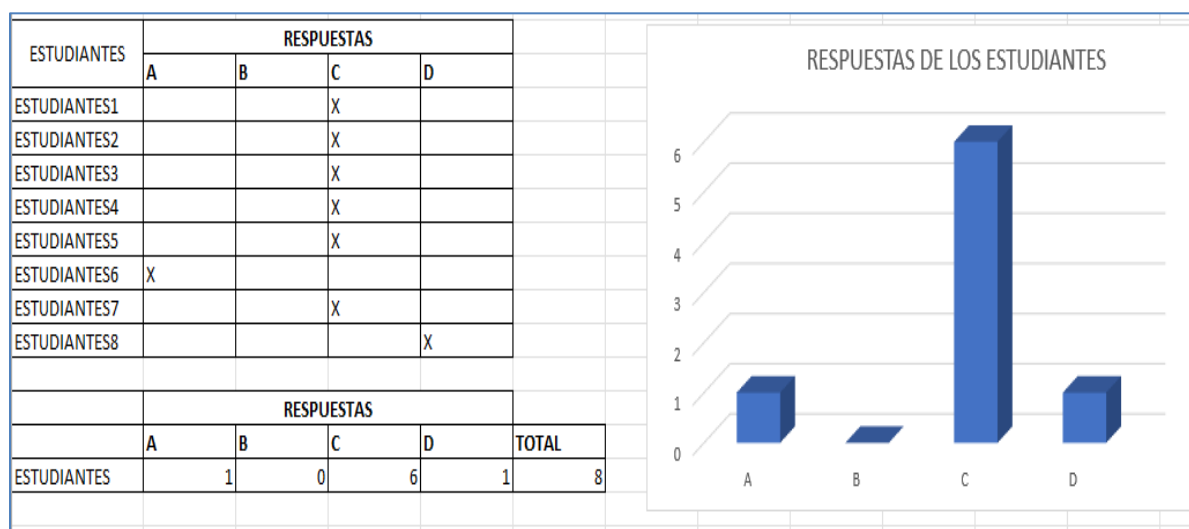 ESTUDIANTES
RESPUESTAS
A B C D
ESTUDIANTES1 X
ESTUDIANTES2 X
ESTUDIANTES3 X
ESTUDIANTES4 X
ESTUDIANTES5 X
ESTUDIANTES6 X
ESTUDIANTES7 X
ESTUDIANTES8 X
RESPUESTAS
A B C D TOTAL
ESTUDIANTES 1 0 6 1 8
RESPUESTAS DE LOS ESTUDIANTES
6
5
4
3
2
1
0
A B C D